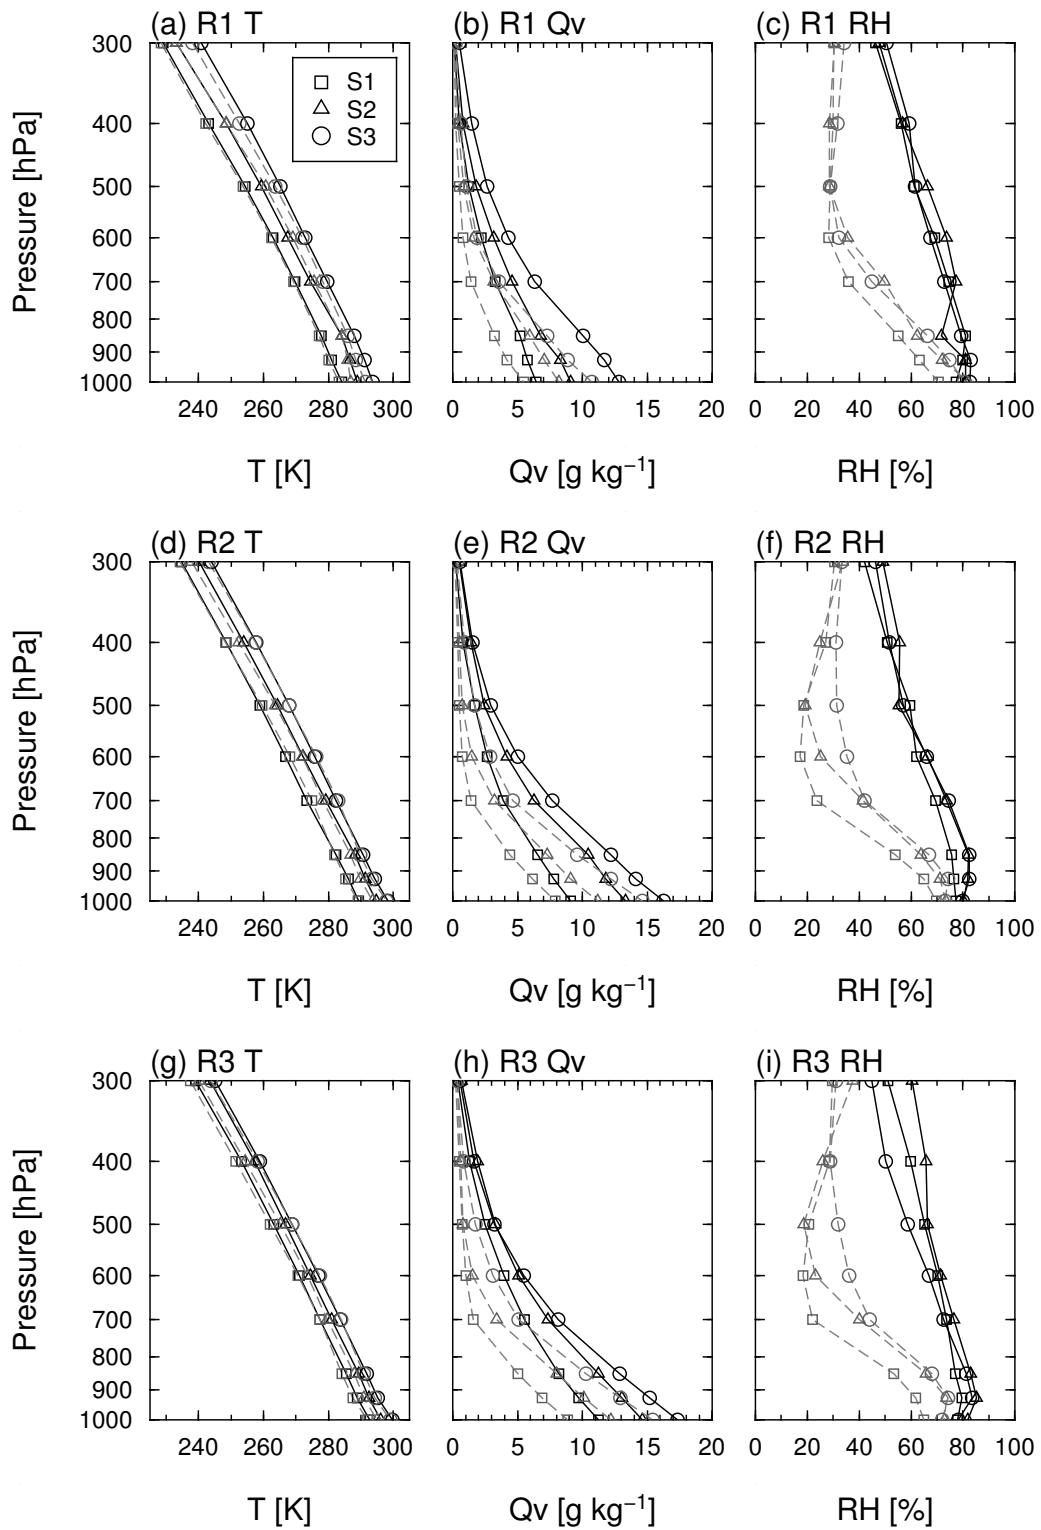 (a) R1 T
(b) R1 Qv
(c) R1 RH
300
400
500
600
700
800
900
1000
Pressure [hPa]
S1
S2
S3
240 260 280 300
0 5 10 15 20
0 20 40 60 80 100
T [K]
Qv [g kg⁻¹]
RH [%]
(d) R2 T
(e) R2 Qv
(f) R2 RH
300
400
500
600
700
800
900
1000
Pressure [hPa]
240 260 280 300
0 5 10 15 20
0 20 40 60 80 100
T [K]
Qv [g kg⁻¹]
RH [%]
(g) R3 T
(h) R3 Qv
(i) R3 RH
300
400
500
600
700
800
900
1000
Pressure [hPa]
240 260 280 300
0 5 10 15 20
0 20 40 60 80 100
T [K]
Qv [g kg⁻¹]
RH [%]